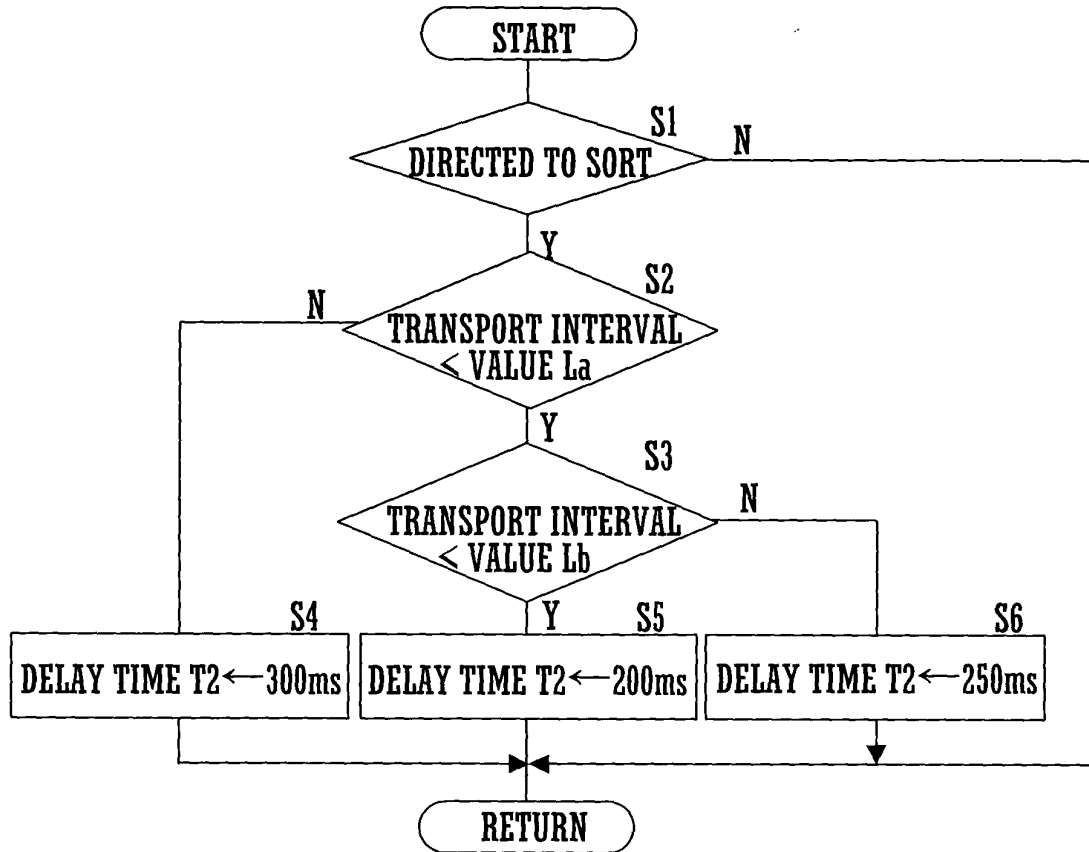 START
S1
DIRECTED TO SORT
N
Y
S2
N
TRANSPORT INTERVAL
< VALUE La
Y
S3
N
TRANSPORT INTERVAL
< VALUE Lb
Y
S4
S5
S6
DELAY TIME T2←300ms
DELAY TIME T2←200ms
DELAY TIME T2←250ms
RETURN